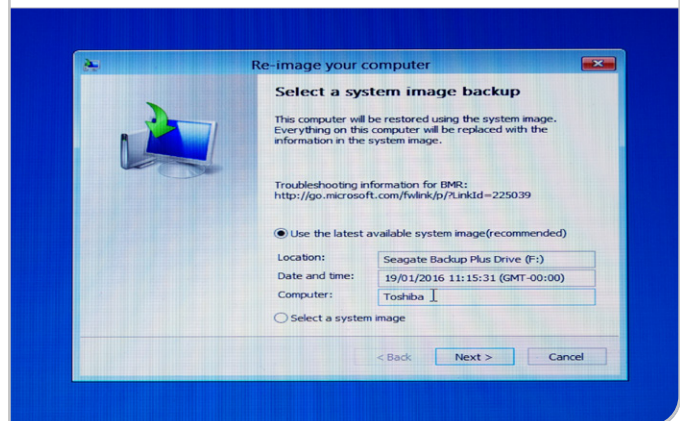 Re-image your computer
Select a system image backup
This computer will be restored using the system image.
Everything on this computer will be replaced with the
information in the system image.
Troubleshooting information for BMR:
http://go.microsoft.com/fwlink/p/?LinkId=225039
Use the latest available system image(recommended)
Location: Seagate Backup Plus Drive (F:)
Date and time: 19/01/2016 11:15:31 (GMT-00:00)
Computer: Toshiba
Select a system image
< Back Next > Cancel